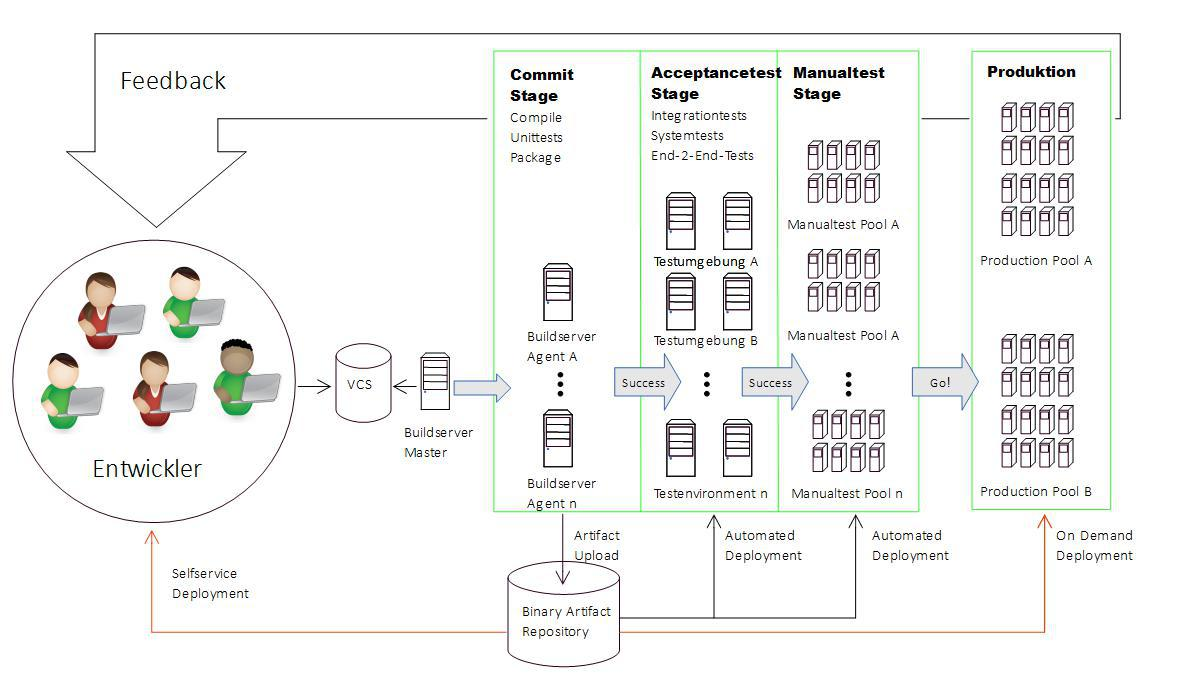 Feedback
Commit
Stage
Compile
Unittests
Package
Acceptancetest
Stage
Integrationtests
Systemtests
End-2-End-Tests
Manualtest
Stage
Produktion
Manualtest Pool A
Testumgebung A
Production Pool A
Buildserver
Agent A
Testumgebung B
Manualtest Pool A
VCS
Success
Success
Go!
Buildserver
Master
Entwickler
Buildserver
Agent n
Testenvironment n
Manualtest Pool n
Production Pool B
Artifact
Upload
Automated
Deployment
Automated
Deployment
On Demand
Deployment
Selfservice
Deployment
Binary Artifact
Repository